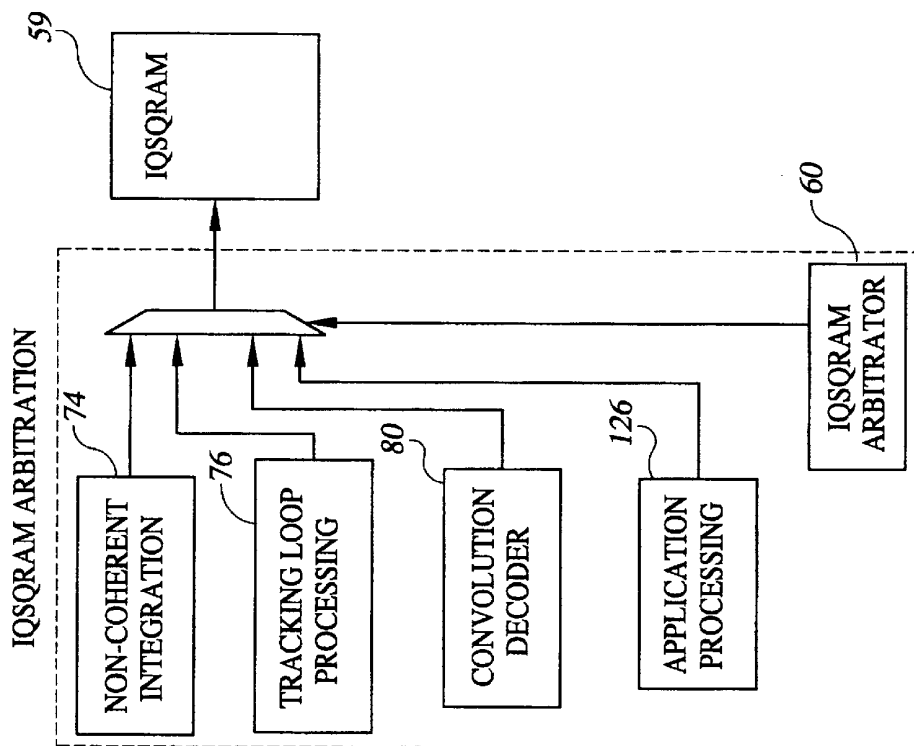 IQSQRAM ARBITRATION
74
NON-COHERENT
INTEGRATION
76
TRACKING LOOP
PROCESSING
80
CONVOLUTION
DECODER
126
APPLICATION
PROCESSING
60
IQSQRAM
ARBITRATOR
59
IQSQRAM